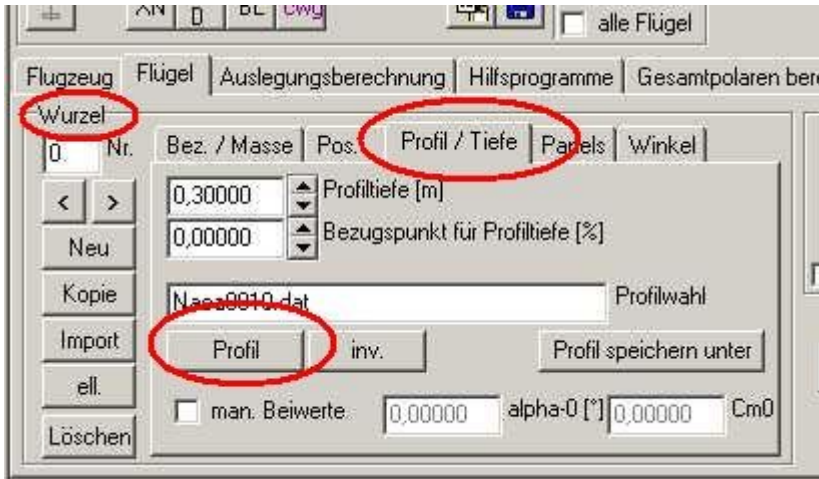 XN D BL Cwg
alle Flügel
Flugzeug Flügel Auslegungsberechnung Hilfsprogramme Gesamtpolaren
Wurzel
0 Nr. Bez. / Masse Pos. Profil / Tiefe Panels Winkel
< > 0,30000 Profiltiefe [m]
Neu 0,00000 Bezugspunkt für Profiltiefe [%]
Kopie Naca0010.dat Profilwahl
Import Profil inv. Profil speichern unter
ell. man. Beiwerte 0,00000 alpha-0 [°] 0,00000 Cm0
Löschen